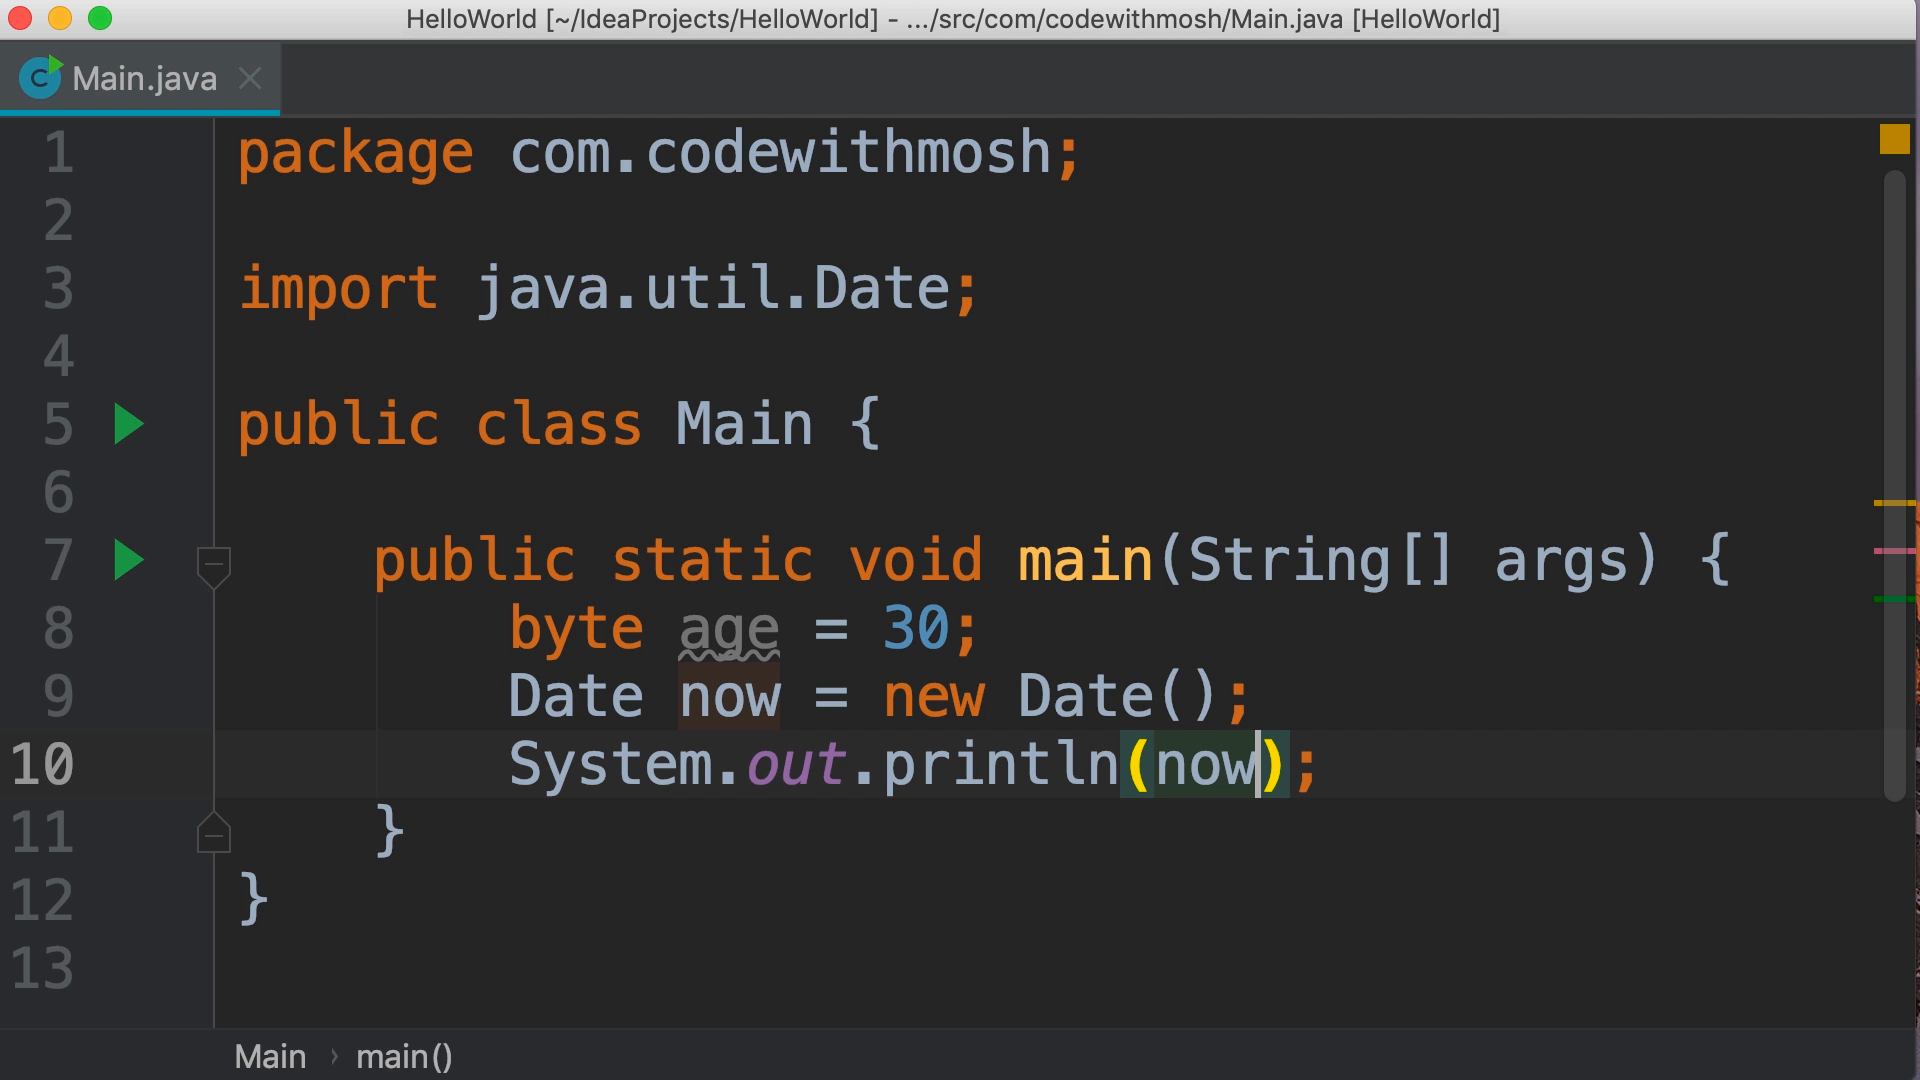 HelloWorld [~/IdeaProjects/HelloWorld] - .../src/com/codewithmosh/Main.java [HelloWorld]
C Main.java
1 package com.codewithmosh;
2
3 import java.util.Date;
4
5 public class Main {
6
7 public static void main(String[] args) {
8 byte age = 30;
9 Date now = new Date();
10 System.out.println(now);
11 }
12 }
13
Main › main()